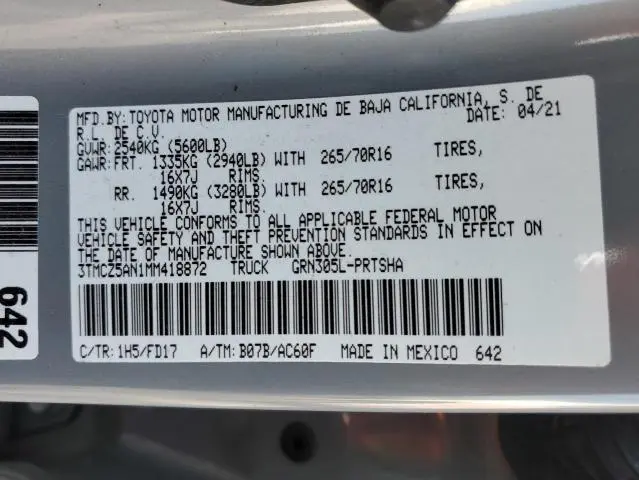 MFD.BY: TOYOTA MOTOR MANUFACTURING DE BAJA CALIFORNIA, S. DE
R.L. DE C.V. DATE: 04/21
GVWR: 2540KG (5600LB)
GAWR: FRT. 1335KG (2940LB) WITH 265/70R16 TIRES,
16X7J RIMS.
RR. 1490KG (3280LB) WITH 265/70R16 TIRES,
16X7J RIMS.
THIS VEHICLE CONFORMS TO ALL APPLICABLE FEDERAL MOTOR
VEHICLE SAFETY AND THEFT PREVENTION STANDARDS IN EFFECT ON
THE DATE OF MANUFACTURE SHOWN ABOVE.
3TMCZ5AN1MM418872 TRUCK GRN305L-PRTSHA
C/TR: 1H5/FD17 A/TM: B07B/AC60F MADE IN MEXICO 642
642